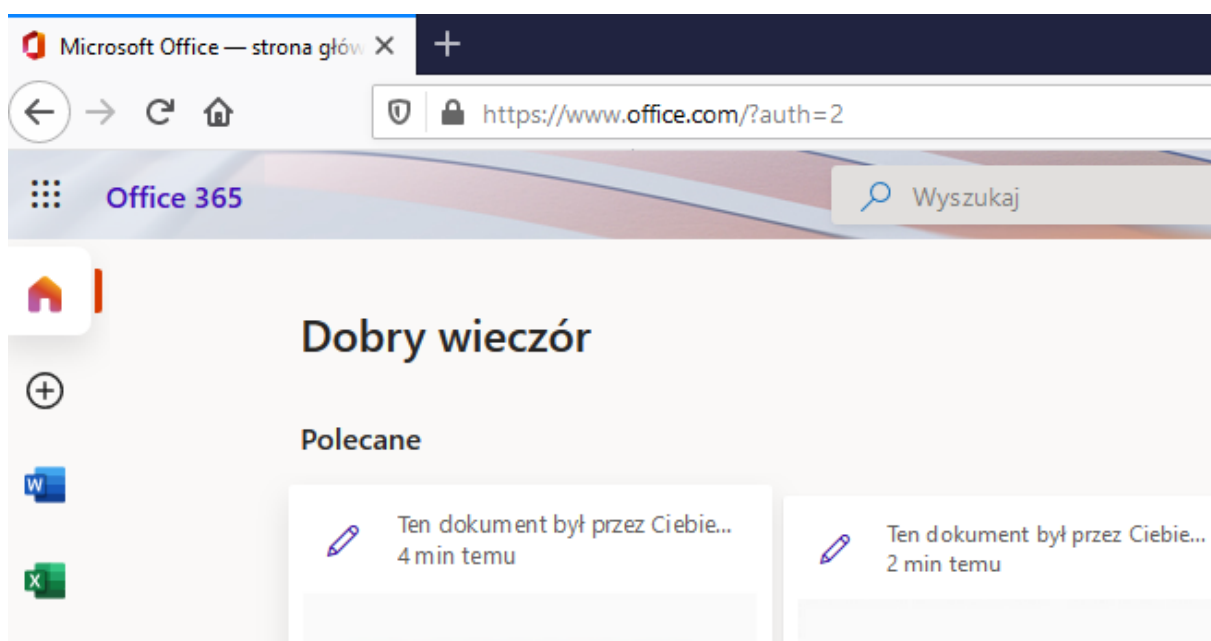 Microsoft Office — strona głów
https://www.office.com/?auth=2
Office 365
Wyszukaj
Dobry wieczór
Polecane
Ten dokument był przez Ciebie...
4 min temu
Ten dokument był przez Ciebie...
2 min temu
W
X